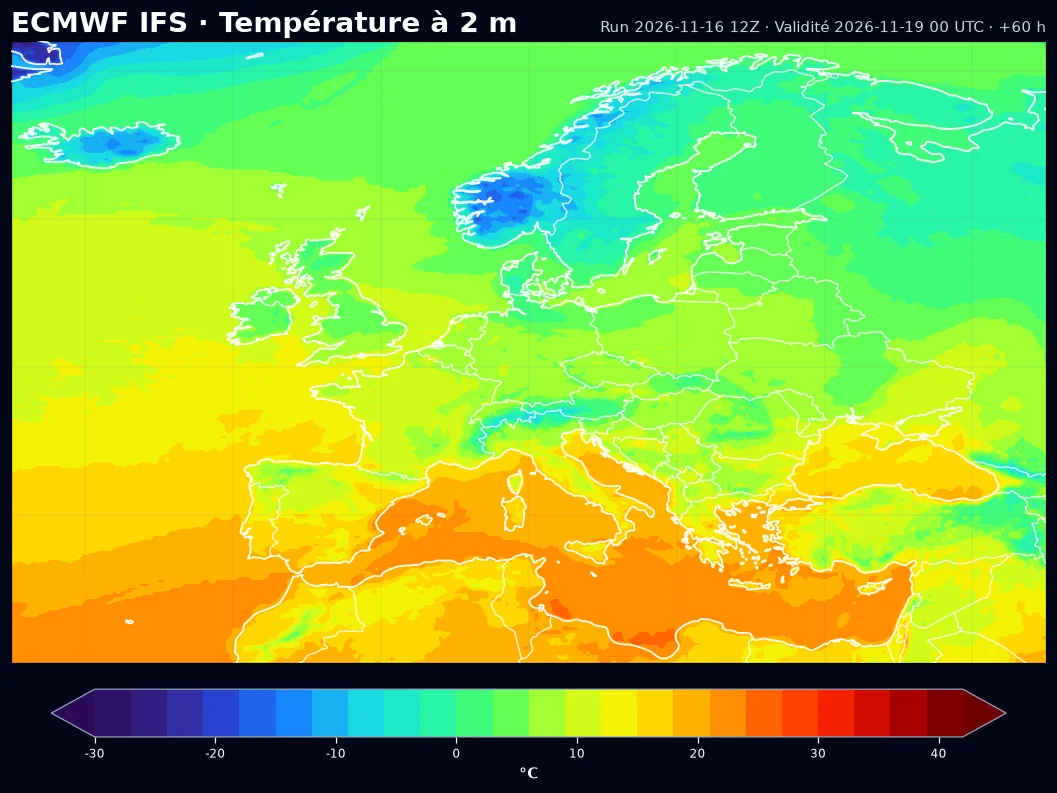 ECMWF IFS · Température à 2 m
Run 2026-11-16 12Z · Validité 2026-11-19 00 UTC · +60 h
-30 -20 -10 0 10 20 30 40
°C